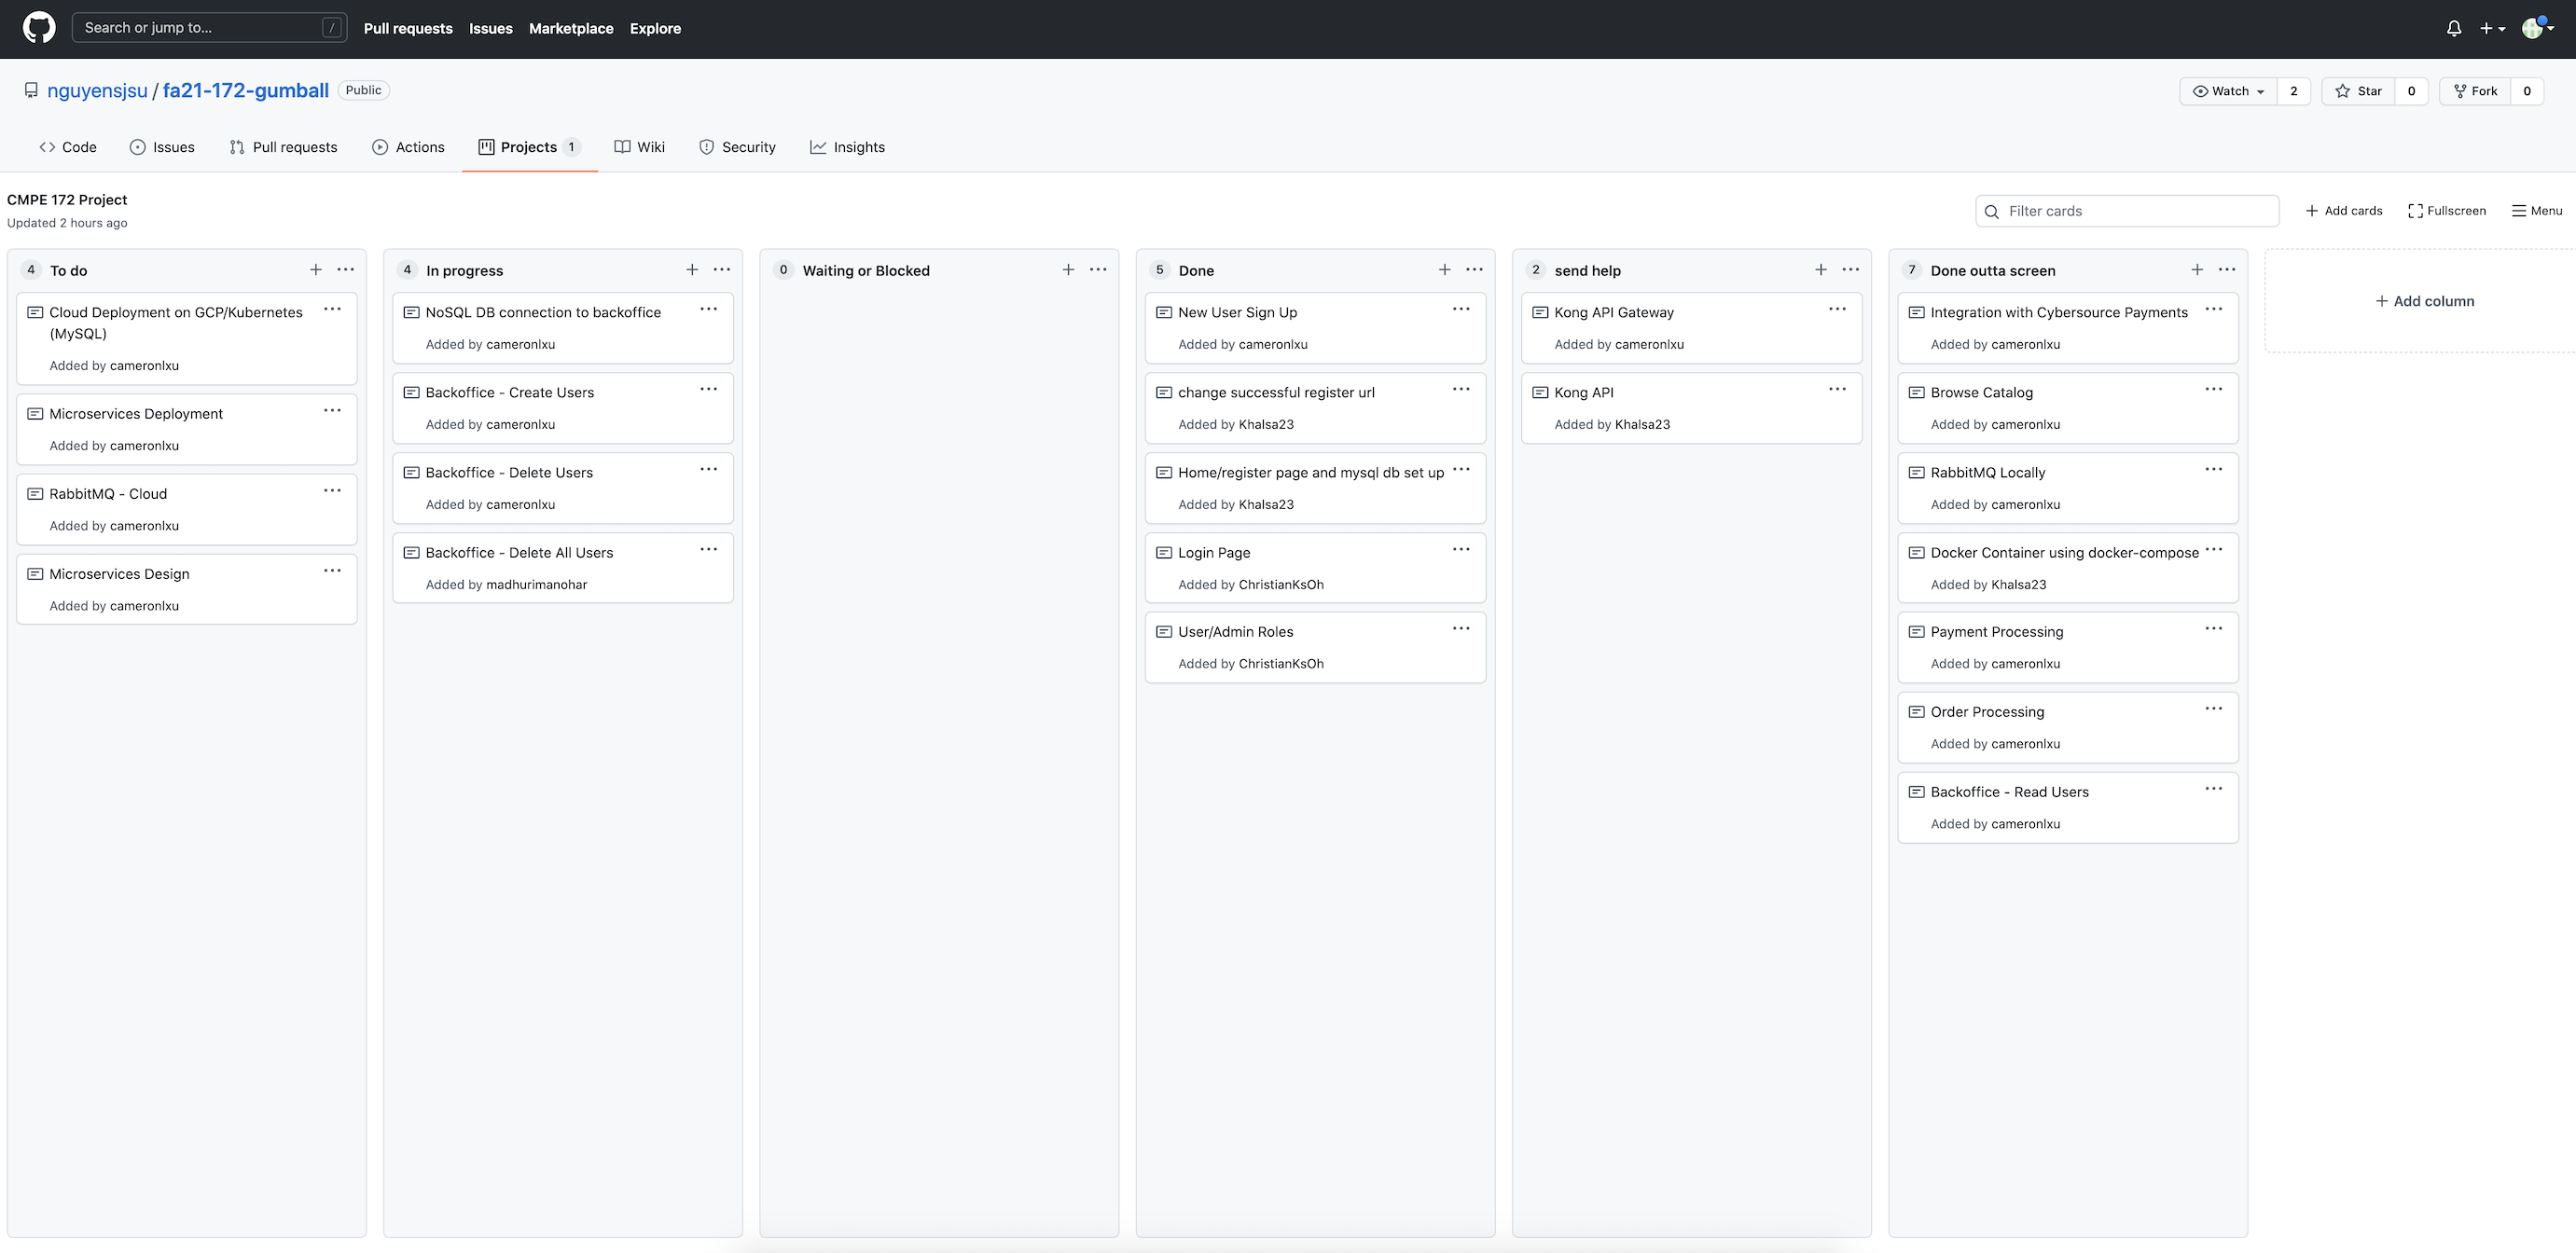 Search or jump to... /
Pull requests Issues Marketplace Explore
nguyensjsu / fa21-172-gumball Public
Watch 2 Star 0 Fork 0
Code Issues Pull requests Actions Projects 1 Wiki Security Insights
CMPE 172 Project
Updated 2 hours ago
Filter cards
Add cards Fullscreen Menu
4 To do
Cloud Deployment on GCP/Kubernetes
(MySQL)
Added by cameronlxu
Microservices Deployment
Added by cameronlxu
RabbitMQ - Cloud
Added by cameronlxu
Microservices Design
Added by cameronlxu
4 In progress
NoSQL DB connection to backoffice
Added by cameronlxu
Backoffice - Create Users
Added by cameronlxu
Backoffice - Delete Users
Added by cameronlxu
Backoffice - Delete All Users
Added by madhurimanohar
0 Waiting or Blocked
5 Done
New User Sign Up
Added by cameronlxu
change successful register url
Added by Khalsa23
Home/register page and mysql db set up
Added by Khalsa23
Login Page
Added by ChristianKsOh
User/Admin Roles
Added by ChristianKsOh
2 send help
Kong API Gateway
Added by cameronlxu
Kong API
Added by Khalsa23
7 Done outta screen
Integration with Cybersource Payments
Added by cameronlxu
Browse Catalog
Added by cameronlxu
RabbitMQ Locally
Added by cameronlxu
Docker Container using docker-compose
Added by Khalsa23
Payment Processing
Added by cameronlxu
Order Processing
Added by cameronlxu
Backoffice - Read Users
Added by cameronlxu
Add column